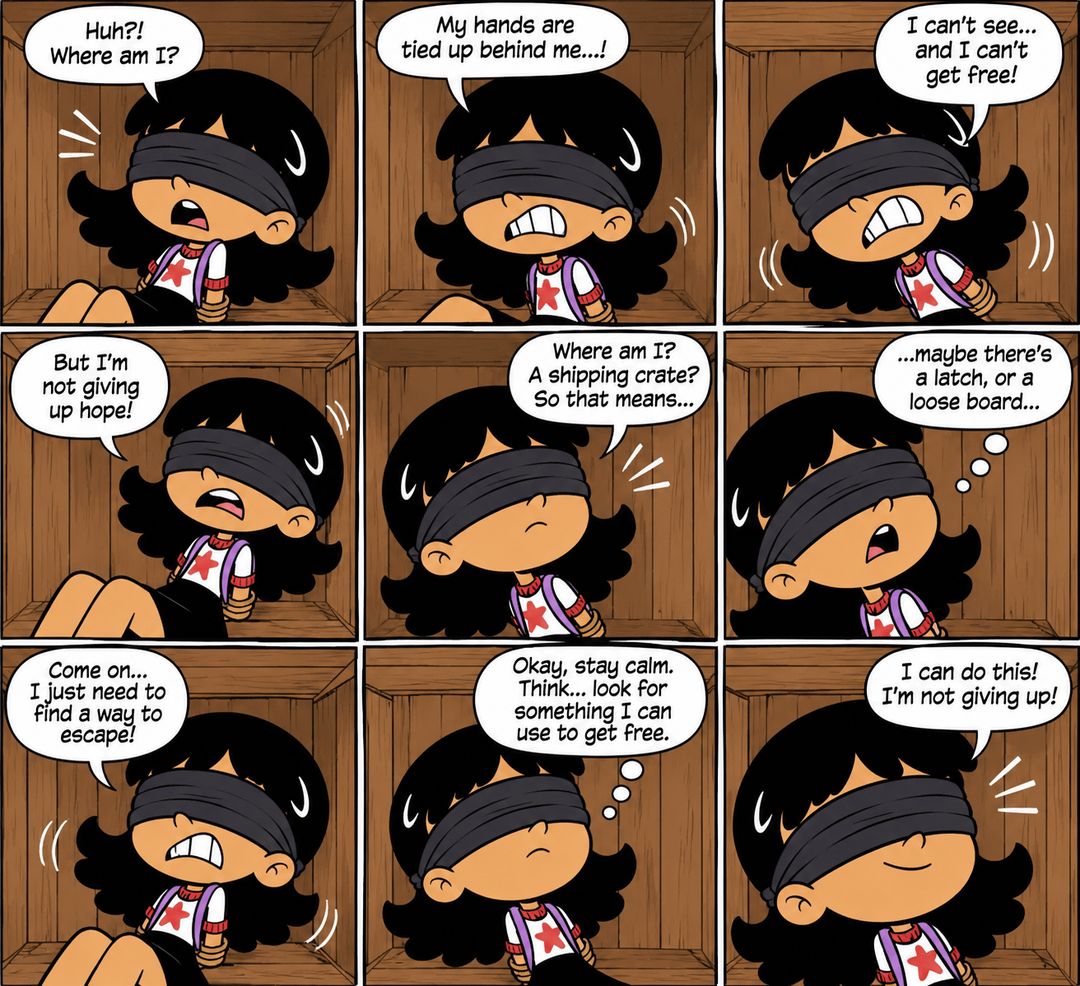 Huh?!
Where am I?
My hands are
tied up behind me...!
I can't see...
and I can't
get free!
But I'm
not giving
up hope!
Where am I?
A shipping crate?
So that means...
...maybe there's
a latch, or a
loose board...
Come on...
I just need to
find a way to
escape!
Okay, stay calm.
Think... look for
something I can
use to get free.
I can do this!
I'm not giving up!